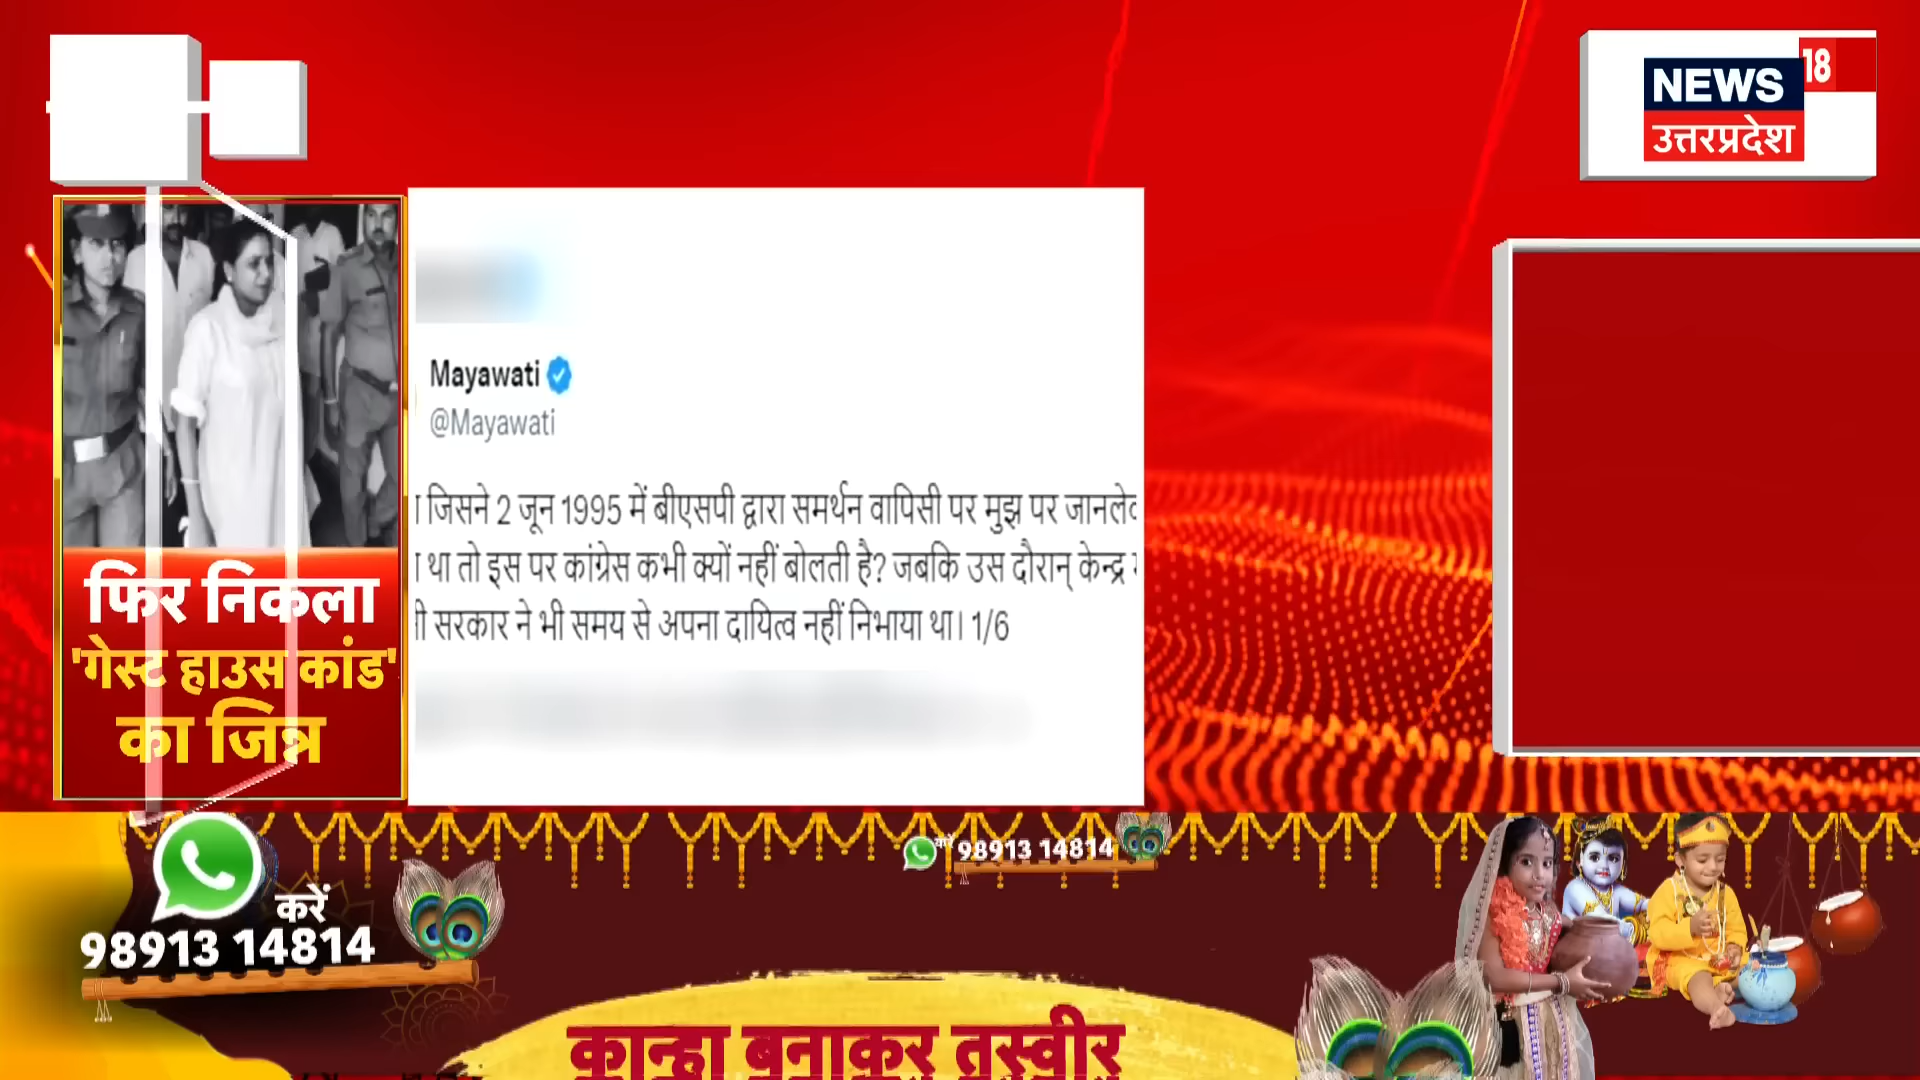 NEWS 18
उत्तरप्रदेश
Mayawati
@Mayawati
जिसने 2 जून 1995 में बीएसपी द्वारा समर्थन वापिसी पर मुझ पर
था तो इस पर कांग्रेस कभी क्यों नहीं बोलती है? जबकि उस दौरान् केन्द्र
सरकार ने भी समय से अपना दायित्व नहीं निभाया था। 1/6
फिर निकला
'गेस्ट हाउस कांड'
का जिन्न
करें
98913 14814
करें
98913 14814
कान्हा बनाकर तस्वीर